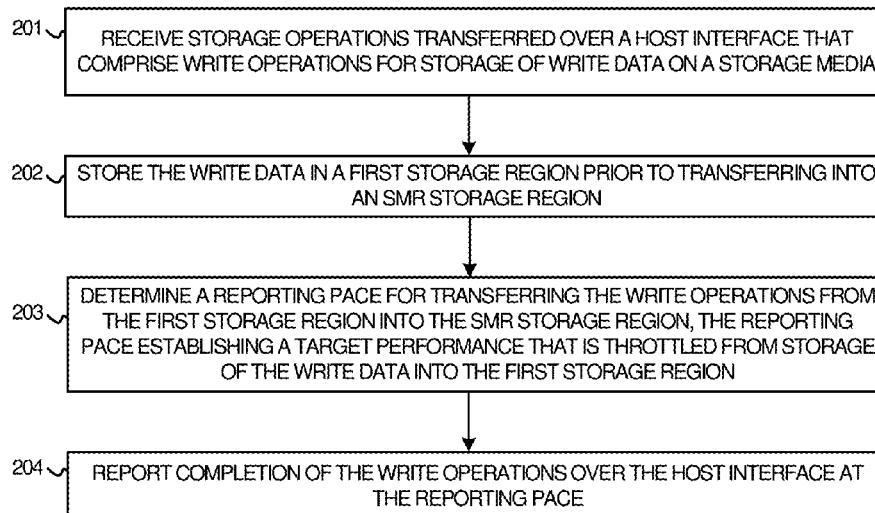 201
RECEIVE STORAGE OPERATIONS TRANSFERRED OVER A HOST INTERFACE THAT
COMPRISE WRITE OPERATIONS FOR STORAGE OF WRITE DATA ON A STORAGE MEDIA
202
STORE THE WRITE DATA IN A FIRST STORAGE REGION PRIOR TO TRANSFERRING INTO
AN SMR STORAGE REGION
203
DETERMINE A REPORTING PACE FOR TRANSFERRING THE WRITE OPERATIONS FROM
THE FIRST STORAGE REGION INTO THE SMR STORAGE REGION, THE REPORTING
PACE ESTABLISHING A TARGET PERFORMANCE THAT IS THROTTLED FROM STORAGE
OF THE WRITE DATA INTO THE FIRST STORAGE REGION
204
REPORT COMPLETION OF THE WRITE OPERATIONS OVER THE HOST INTERFACE AT
THE REPORTING PACE